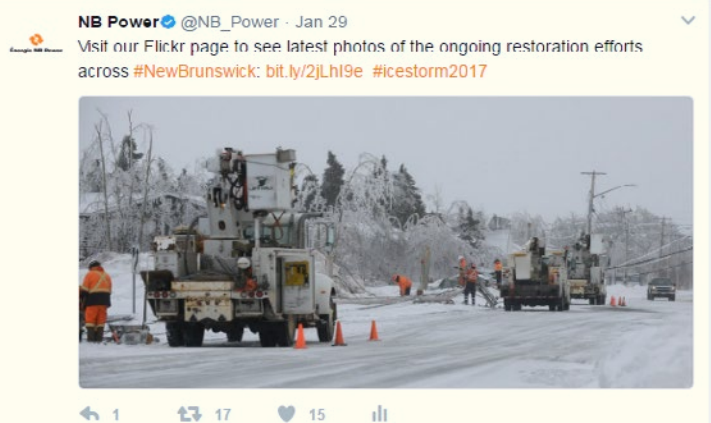 NB Power @NB_Power · Jan 29
Visit our Flickr page to see latest photos of the ongoing restoration efforts
across #NewBrunswick: bit.ly/2jLhl9e #icestorm2017
1 17 15